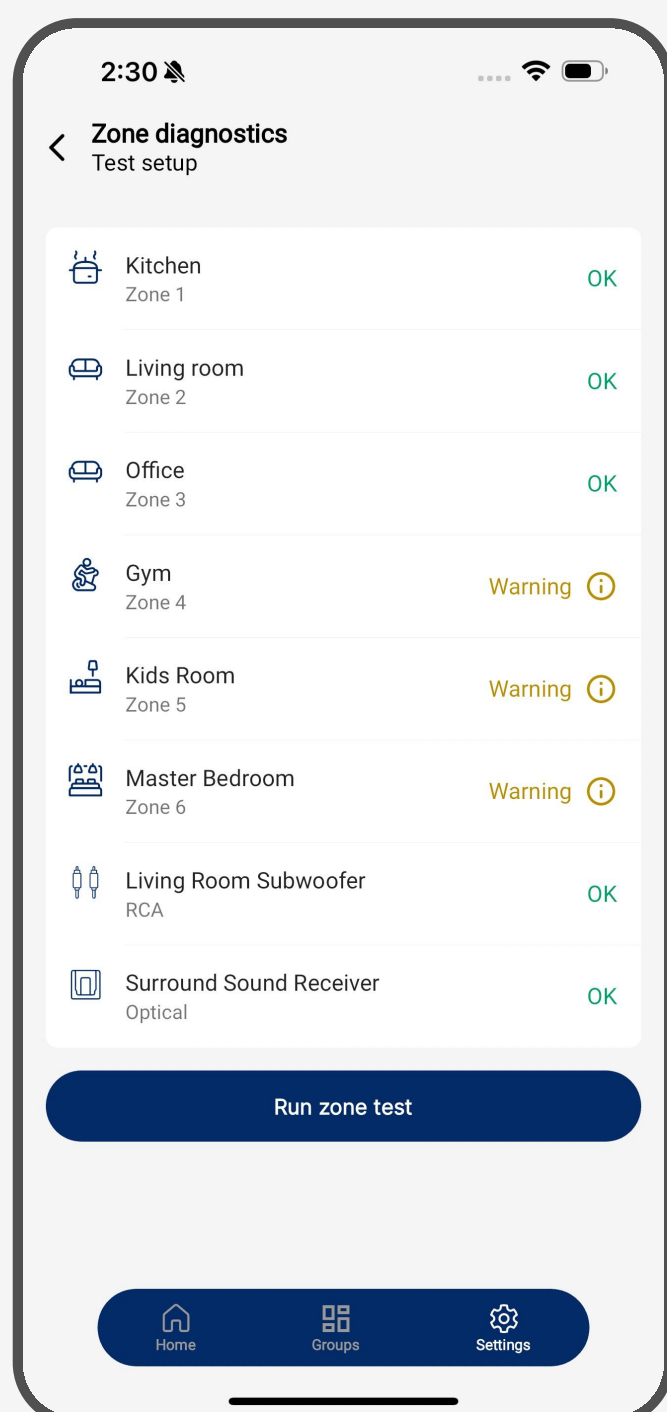 2:30
Zone diagnostics
Test setup
Kitchen
Zone 1
OK
Living room
Zone 2
OK
Office
Zone 3
OK
Gym
Zone 4
Warning
Kids Room
Zone 5
Warning
Master Bedroom
Zone 6
Warning
Living Room Subwoofer
RCA
OK
Surround Sound Receiver
Optical
OK
Run zone test
Home
Groups
Settings